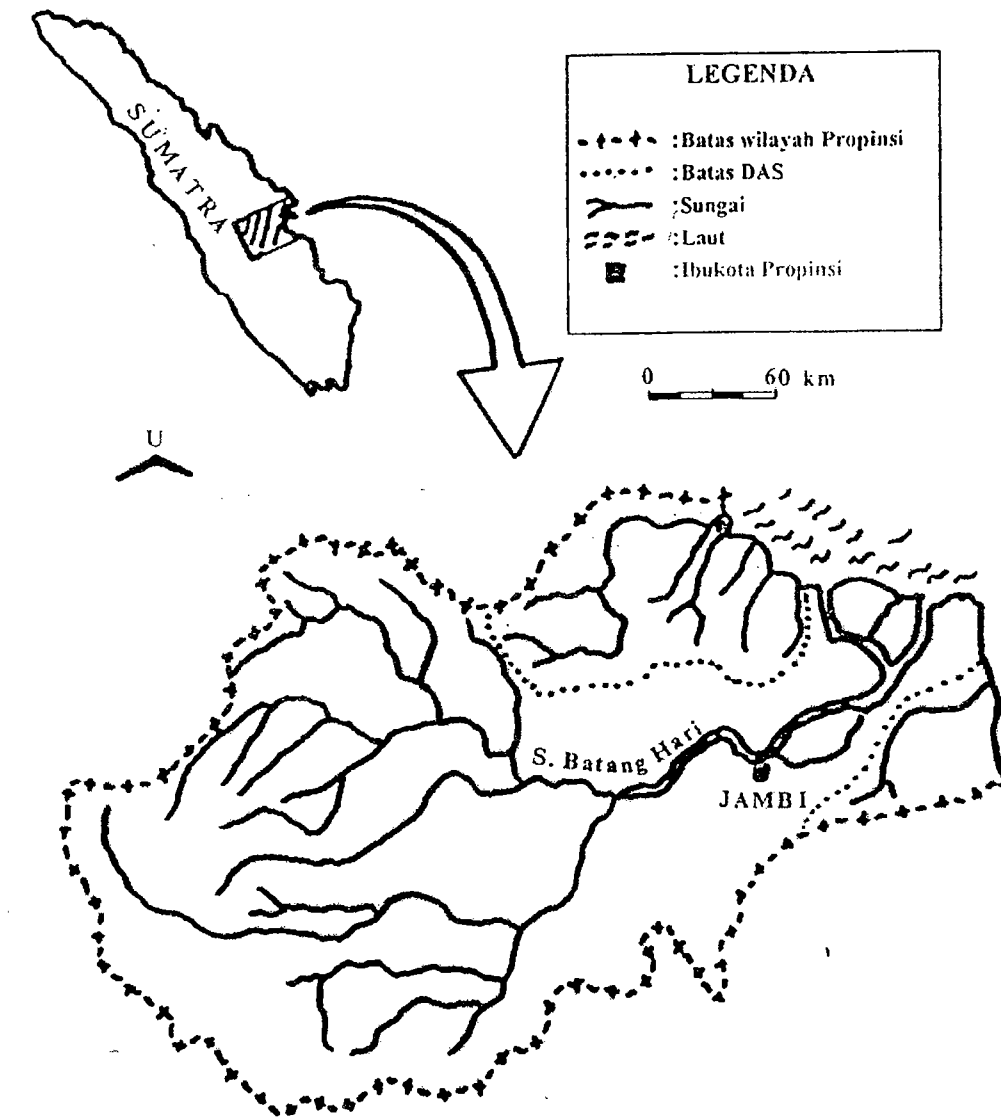 SUMATRA
LEGENDA
:Batas wilayah Propinsi
:Batas DAS
:Sungai
:Laut
:Ibukota Propinsi
0 60 km
U
S. Batang Hari
JAMBI